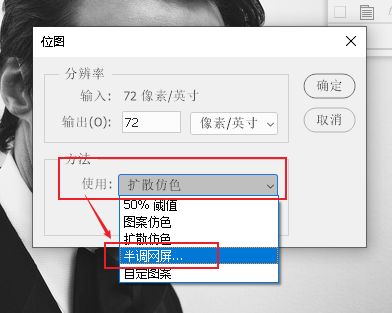 位图
分辨率
输入: 72 像素/英寸
确定
输出(O): 72 像素/英寸
取消
方法
使用: 扩散仿色
50% 阈值
图案仿色
扩散仿色
半调网屏...
自定图案